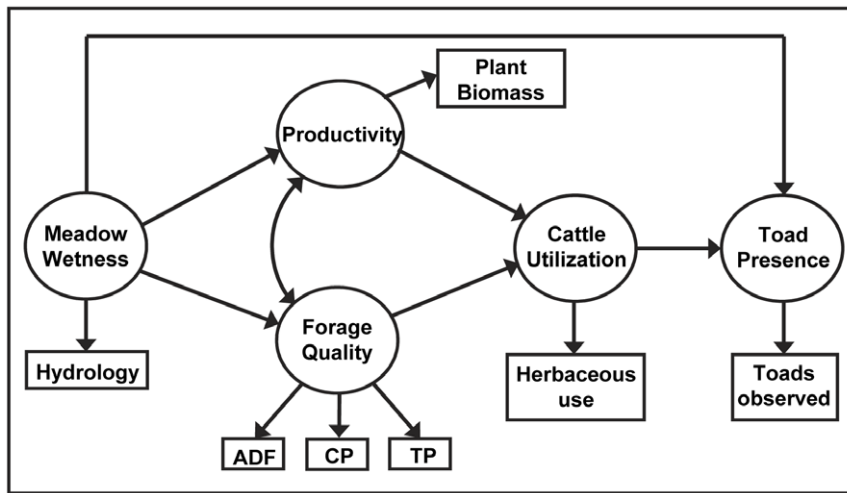 Plant
Biomass
Productivity
Meadow
Wetness
Cattle
Utilization
Toad
Presence
Forage
Quality
Hydrology
Herbaceous
use
Toads
observed
ADF
CP
TP